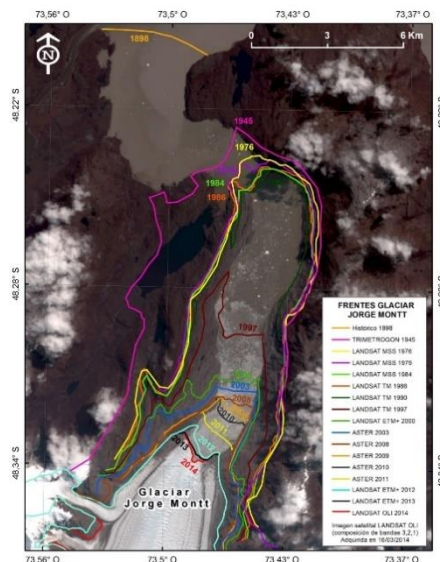 73,56° O
73,5° O
73,43° O
73,37° O
0 3 6 Km
N
1898
48,22° S
1945
1976
1984
1986
48,28° S
1997
2003
2008
2010
2011
2012
2013
2014
48,34° S
Glaciar
Jorge Montt
FRENTES GLACIAR
JORGE MONTT
Histórico 1898
TRIMETROGON 1945
LANDSAT MSS 1976
LANDSAT MSS
LANDSAT MSS 1984
LANDSAT TM 1986
LANDSAT TM 1990
LANDSAT TM 1997
LANDSAT ETM+ 2000
ASTER 2003
ASTER 2008
ASTER 2009
ASTER 2010
ASTER 2011
LANDSAT ETM+ 2012
LANDSAT ETM+ 2013
LANDSAT OLI 2014
Imagen satelital LANDSAT OLI
(composición de bandas 3,2,1)
Adquirida en 16/03/2014
73,56° O
73,5° O
73,43° O
73,37° O